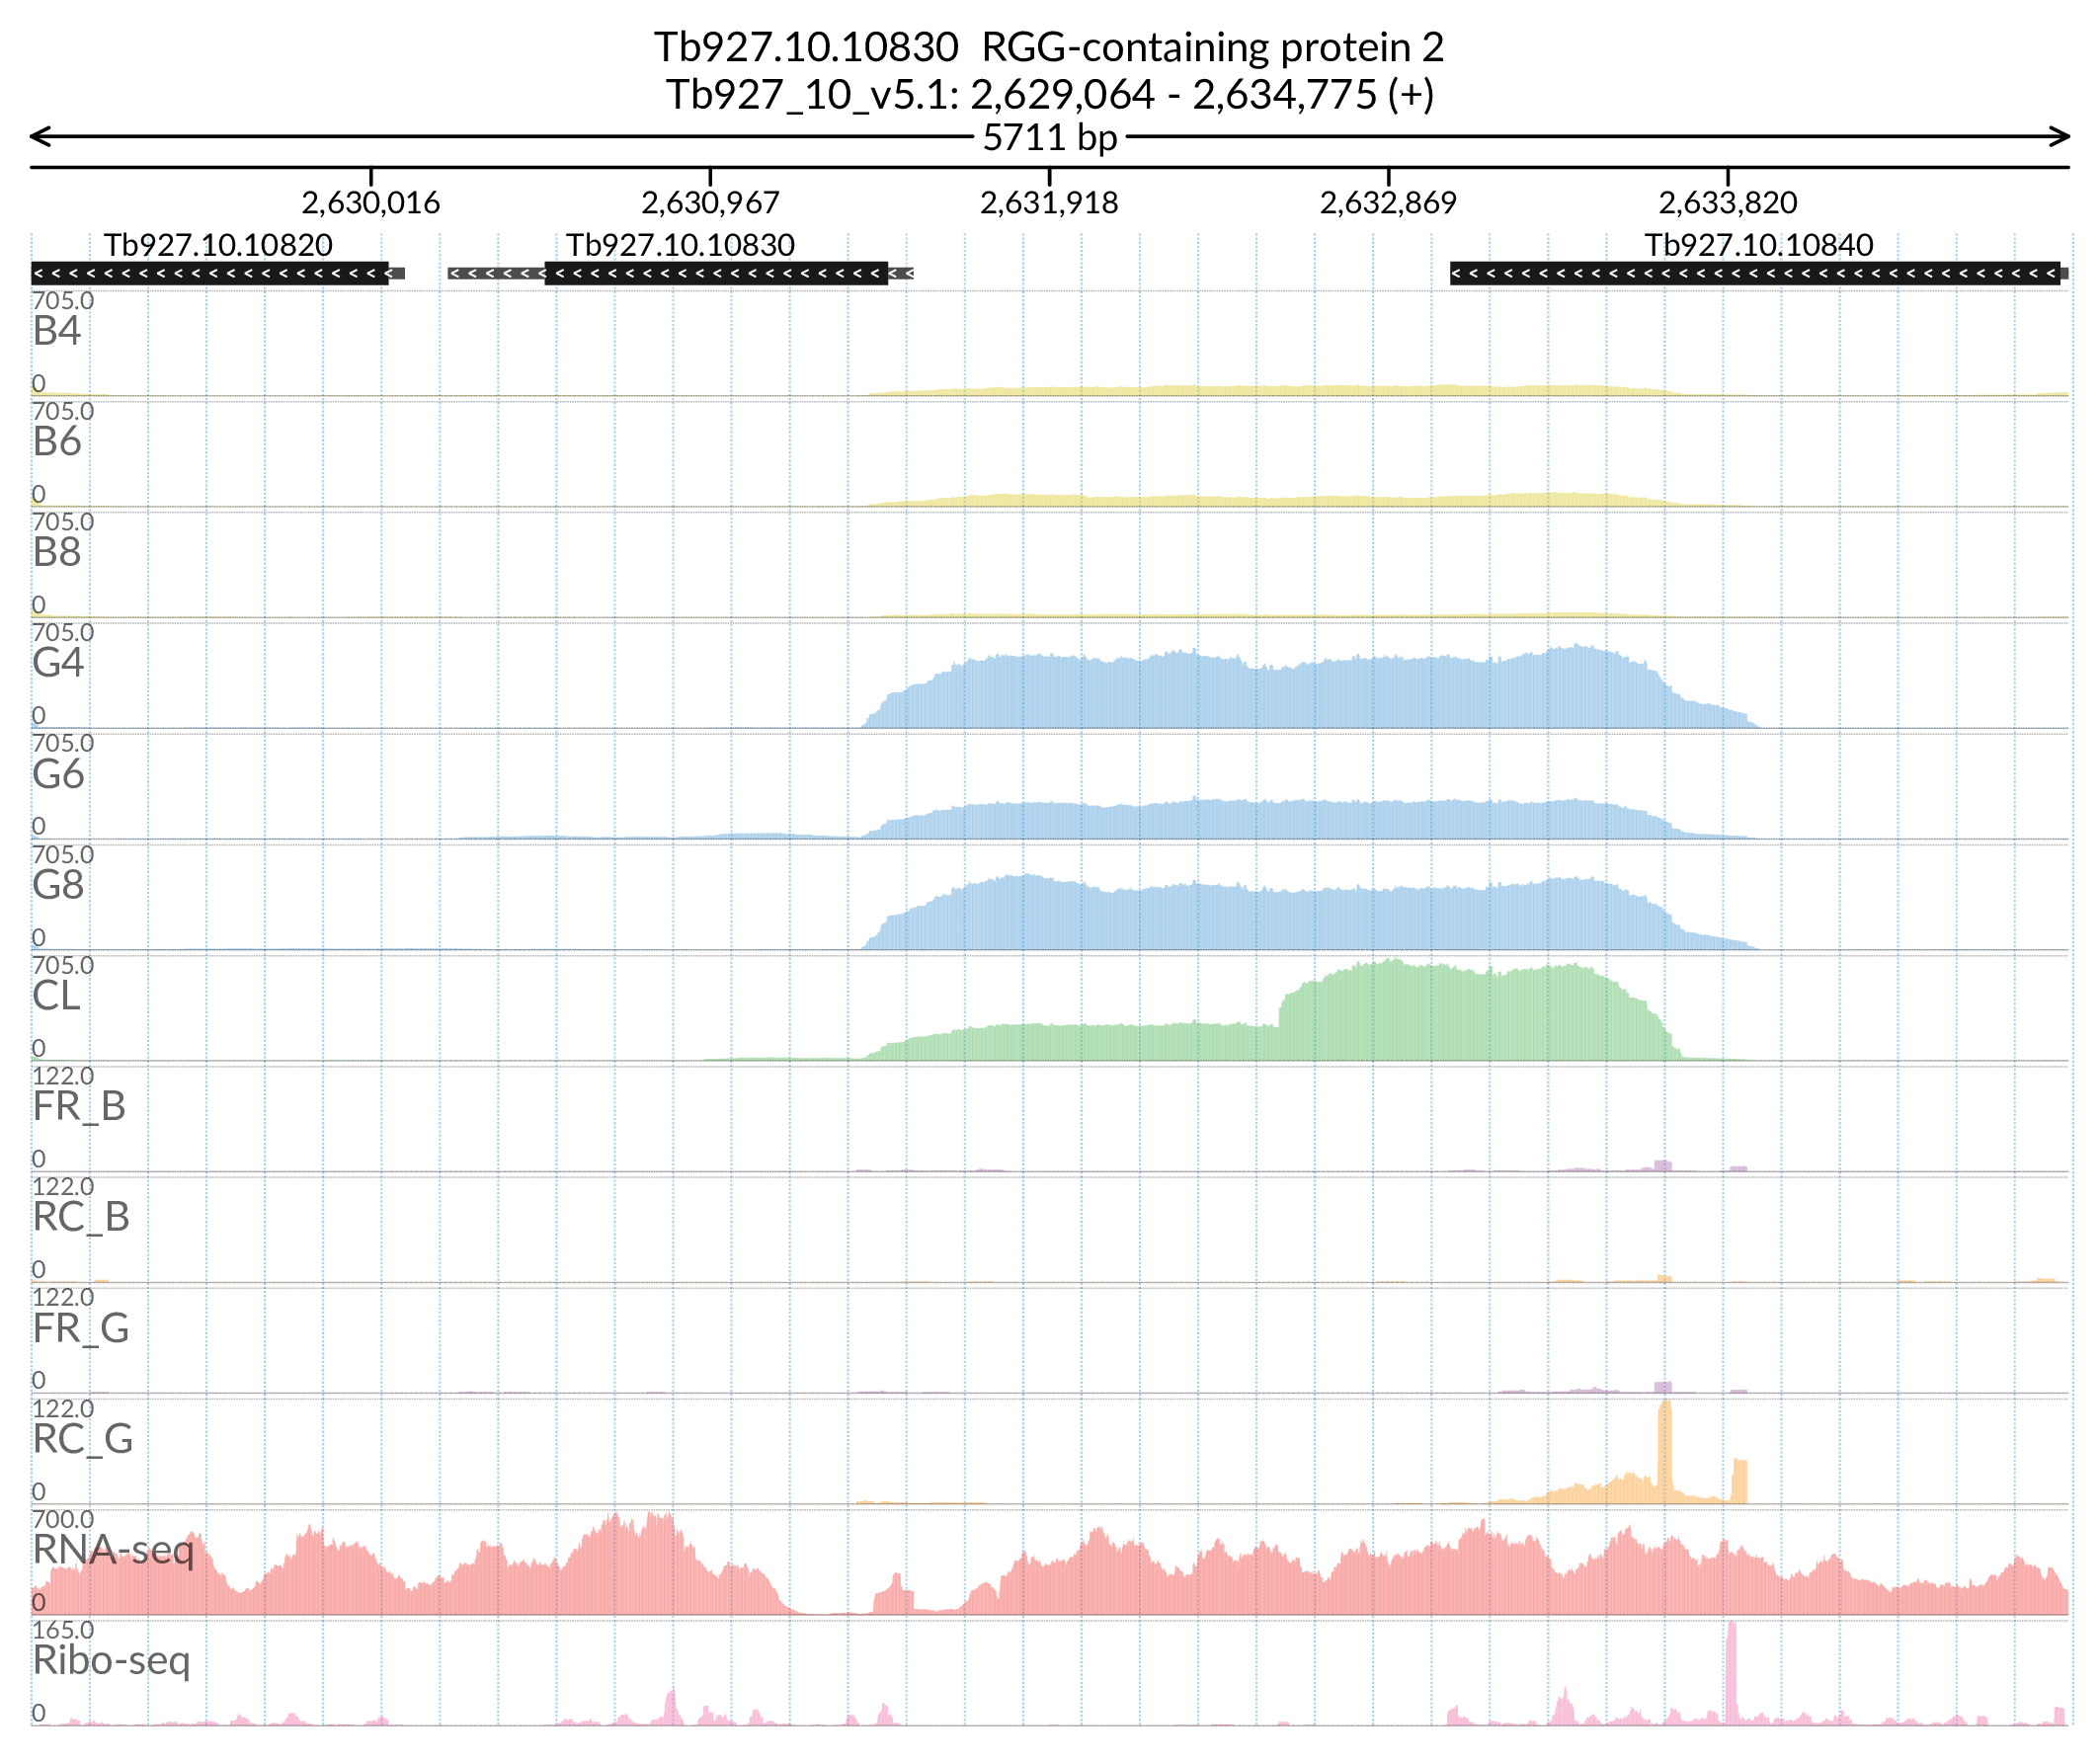 Tb927.10.10830  RGG-containing protein 2
Tb927_10_v5.1: 2,629,064 - 2,634,775 (+)
5711 bp
2,630,016 2,630,967 2,631,918 2,632,869 2,633,820
Tb927.10.10820 Tb927.10.10830 Tb927.10.10840
705.0
B4
0
705.0
B6
0
705.0
B8
0
705.0
G4
0
705.0
G6
0
705.0
G8
0
705.0
CL
0
122.0
FR_B
0
122.0
RC_B
0
122.0
FR_G
0
122.0
RC_G
0
700.0
RNA-seq
0
165.0
Ribo-seq
0